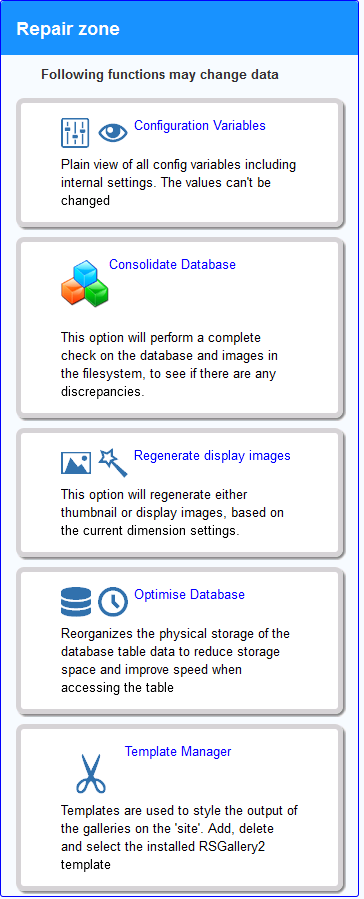 Repair zone
Following functions may change data
Configuration Variables
Plain view of all config variables including
internal settings. The values can't be
changed
Consolidate Database
This option will perform a complete
check on the database and images in
the filesystem, to see if there are any
discrepancies.
Regenerate display images
This option will regenerate either
thumbnail or display images, based on
the current dimension settings.
Optimise Database
Reorganizes the physical storage of the
database table data to reduce storage
space and improve speed when
accessing the table
Template Manager
Templates are used to style the output of
the galleries on the 'site'. Add, delete
and select the installed RSGallery2
template